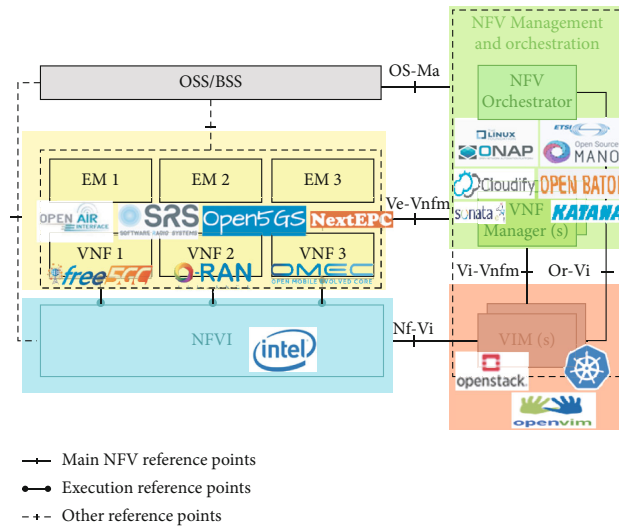 NFV Management
and orchestration
OS-Ma
OSS/BSS
NFV
Orchestrator
LINUX
ONAP
ETSI
Open Source
MANO
EM 1
EM 2
EM 3
Cloudify
OPEN BATON
OPEN AIR
INTERFACE
SRS
SOFTWARE RADIO SYSTEMS
Open5GS
NextEPC
Ve-Vnfm
sonata
VNF
KATANA
Manager (s)
VNF 1
VNF 2
VNF 3
free5GC
O-RAN
OMEC
OPEN MOBILE EVOLVED CORE
Vi-Vnfm
Or-Vi
NFVI
intel
Nf-Vi
VIM (s)
openstack.
openvim
Main NFV reference points
Execution reference points
Other reference points